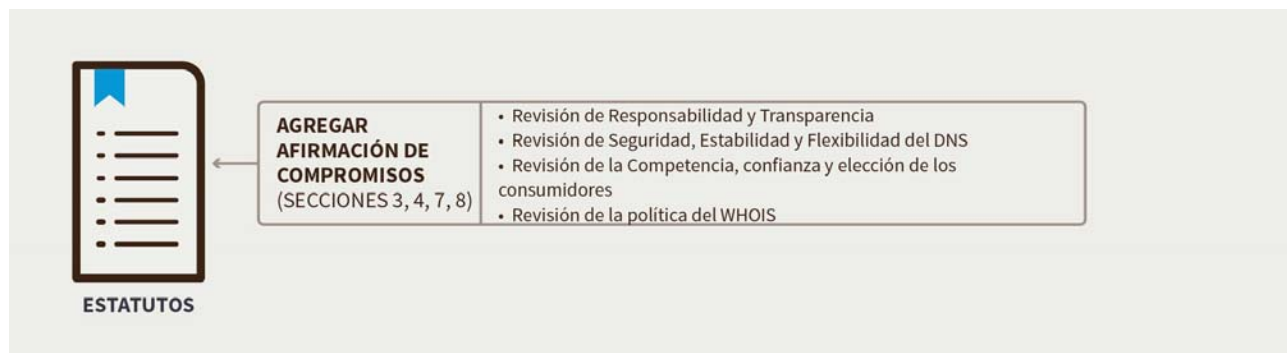 AGREGAR
AFIRMACIÓN DE
COMPROMISOS
(SECCIONES 3, 4, 7, 8)
• Revisión de Responsabilidad y Transparencia
• Revisión de Seguridad, Estabilidad y Flexibilidad del DNS
• Revisión de la Competencia, confianza y elección de los
consumidores
• Revisión de la política del WHOIS
ESTATUTOS